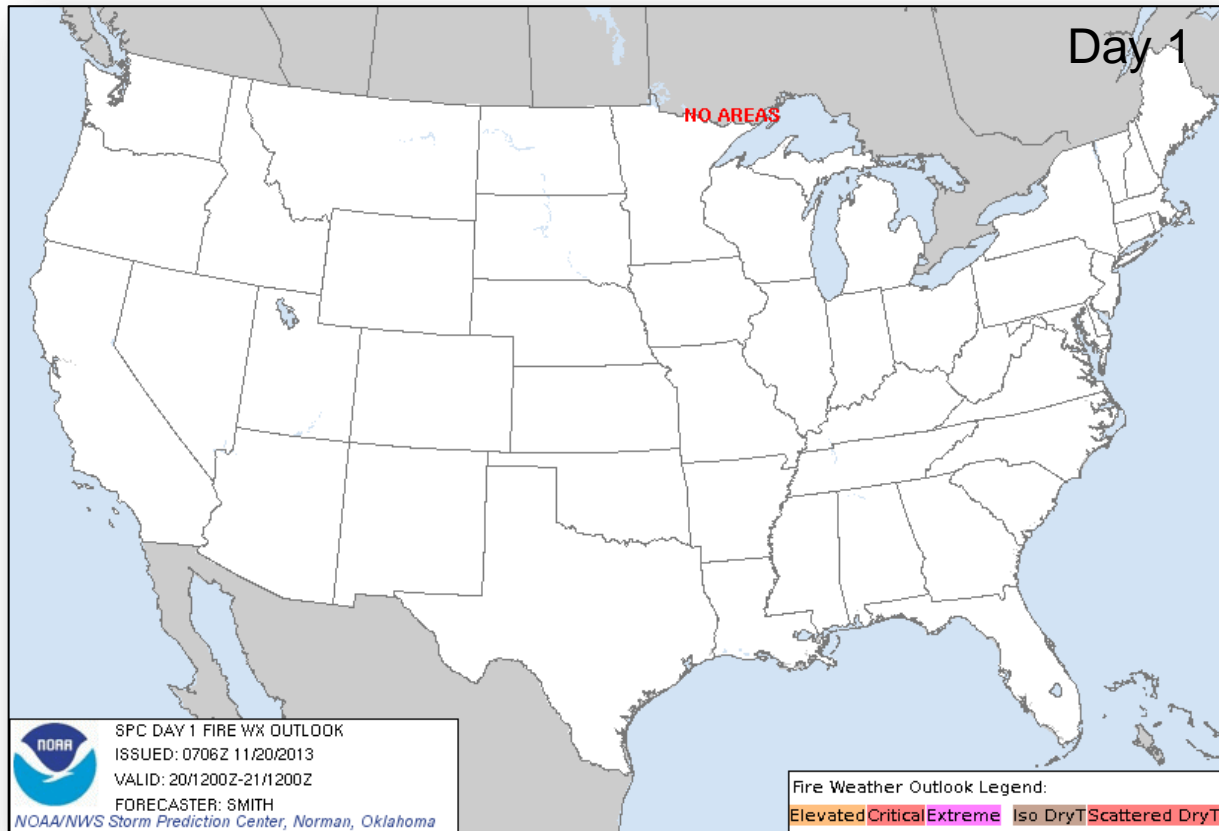 Day 1
NO AREAS
NOAA
SPC DAY 1 FIRE WX OUTLOOK
ISSUED: 0706Z 11/20/2013
VALID: 20/1200Z-21/1200Z
FORECASTER: SMITH
NOAA/NWS Storm Prediction Center, Norman, Oklahoma
Fire Weather Outlook Legend:
Elevated Critical Extreme Iso DryT Scattered DryT